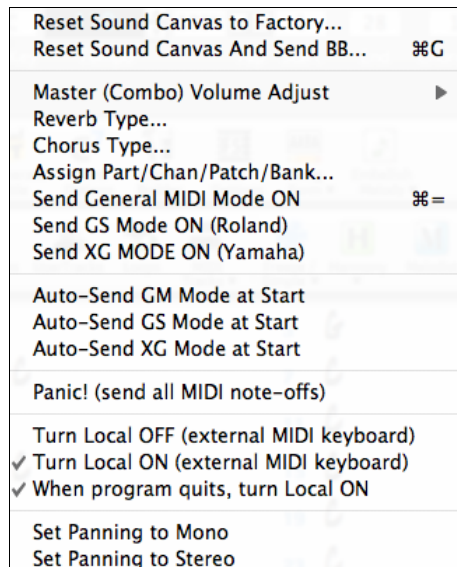 Reset Sound Canvas to Factory...
Reset Sound Canvas And Send BB... ⌘G
Master (Combo) Volume Adjust ▶
Reverb Type...
Chorus Type...
Assign Part/Chan/Patch/Bank...
Send General MIDI Mode ON ⌘=
Send GS Mode ON (Roland)
Send XG MODE ON (Yamaha)
Auto-Send GM Mode at Start
Auto-Send GS Mode at Start
Auto-Send XG Mode at Start
Panic! (send all MIDI note-offs)
Turn Local OFF (external MIDI keyboard)
✓ Turn Local ON (external MIDI keyboard)
✓ When program quits, turn Local ON
Set Panning to Mono
Set Panning to Stereo